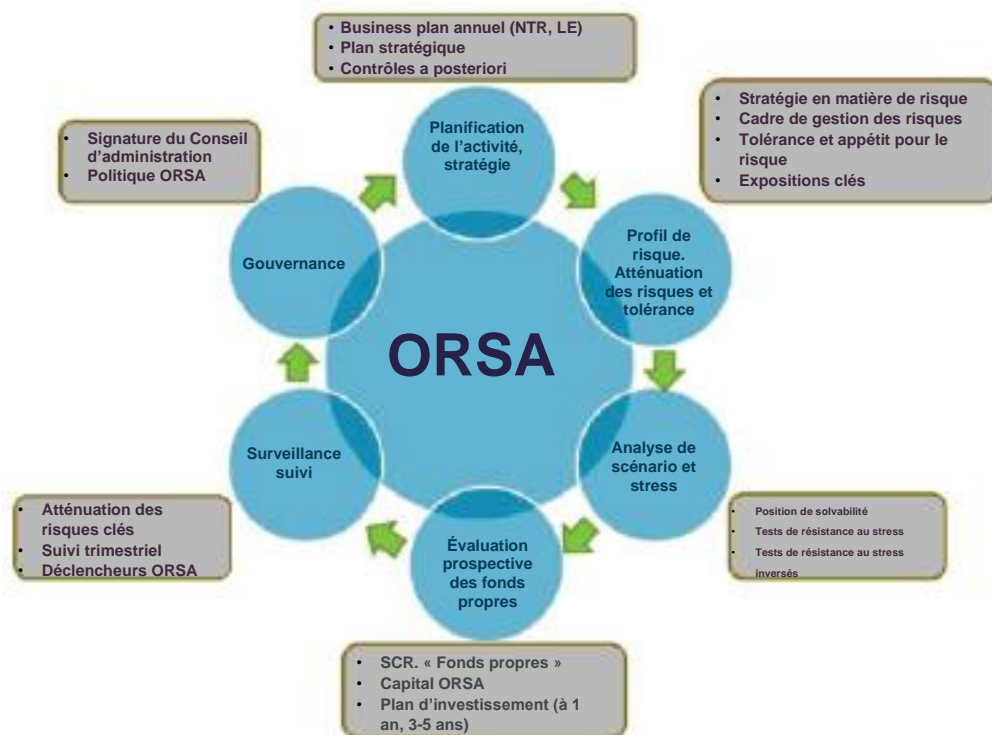 • Business plan annuel (NTR, LE)
• Plan stratégique
• Contrôles a posteriori
Planification
de l’activité,
stratégie
• Stratégie en matière de risque
• Cadre de gestion des risques
• Tolérance et appétit pour le
risque
• Expositions clés
• Signature du Conseil
d’administration
• Politique ORSA
Gouvernance
Profil de
risque.
Atténuation
des risques et
tolérance
ORSA
Surveillance
suivi
Analyse de
scénario et
stress
• Atténuation des
risques clés
• Suivi trimestriel
• Déclencheurs ORSA
Évaluation
prospective
des fonds
propres
• Position de solvabilité
• Tests de résistance au stress
• Tests de résistance au stress
inversés
• SCR. « Fonds propres »
• Capital ORSA
• Plan d’investissement (à 1
an, 3-5 ans)